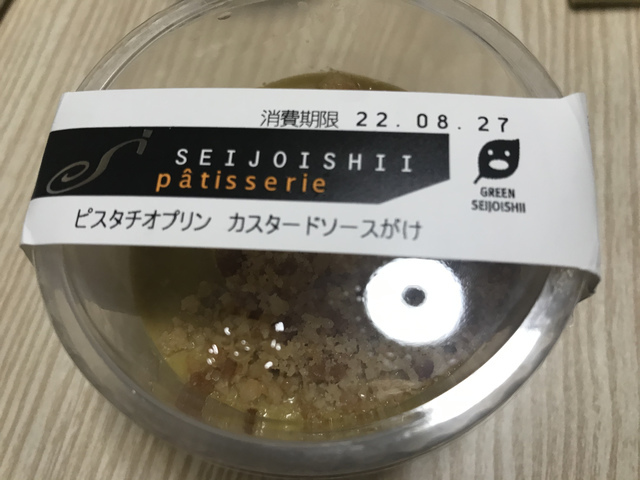 消費期限 22.08.27
SEIJOISHII
pâtisserie
GREEN
SEIJOISHII
ピスタチオプリン カスタードソースがけ